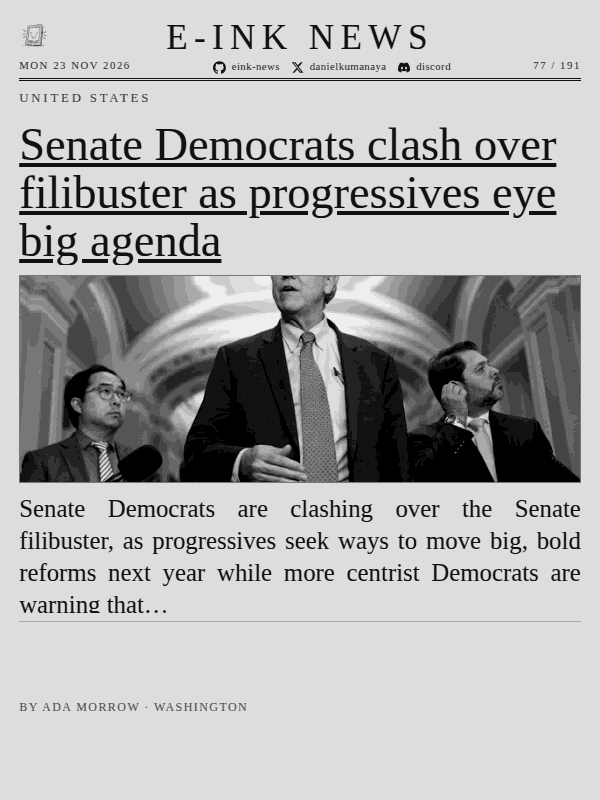 E-INK NEWS
MON 23 NOV 2026
eink-news danielkumanaya discord
77 / 191
UNITED STATES
Senate Democrats clash over
filibuster as progressives eye
big agenda
Senate Democrats are clashing over the Senate
filibuster, as progressives seek ways to move big, bold
reforms next year while more centrist Democrats are
warning that…
BY ADA MORROW · WASHINGTON